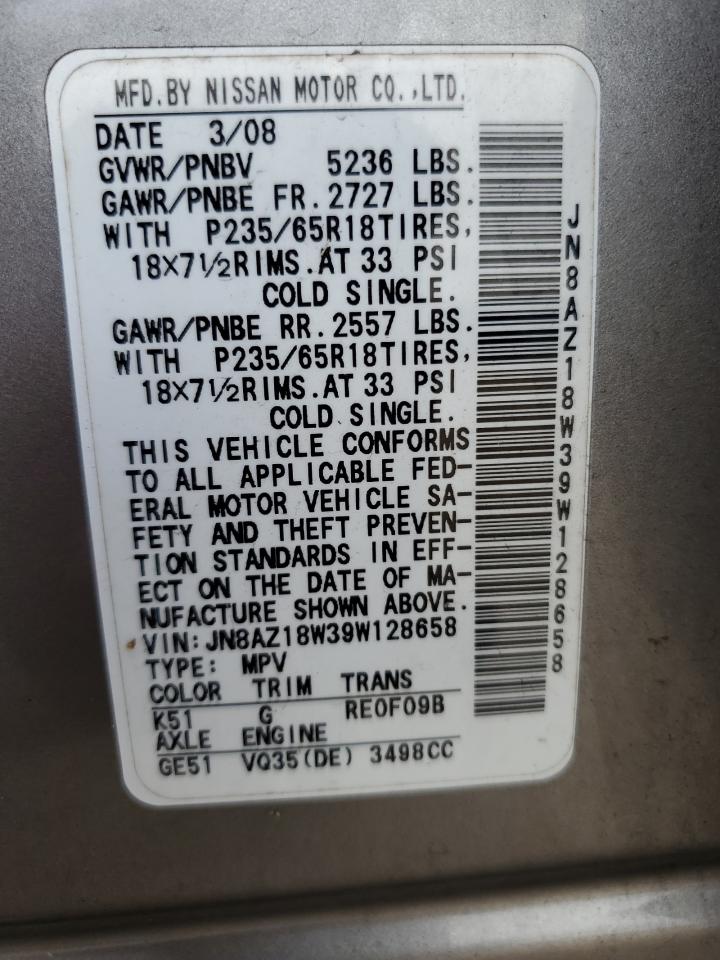 MFD.BY NISSAN MOTOR CO.,LTD.
DATE 3/08
GVWR/PNBV 5236 LBS.
GAWR/PNBE FR.2727 LBS.
WITH P235/65R18TIRES,
18X7½RIMS.AT 33 PSI
COLD SINGLE.
GAWR/PNBE RR.2557 LBS.
WITH P235/65R18TIRES,
18X7½RIMS.AT 33 PSI
COLD SINGLE.
THIS VEHICLE CONFORMS
TO ALL APPLICABLE FED-
ERAL MOTOR VEHICLE SA-
FETY AND THEFT PREVEN-
TION STANDARDS IN EFF-
ECT ON THE DATE OF MA-
NUFACTURE SHOWN ABOVE.
VIN:JN8AZ18W39W128658
TYPE: MPV
COLOR TRIM TRANS
K51 G RE0F09B
AXLE ENGINE
GE51 VQ35(DE) 3498CC
JN8AZ18W39W128658